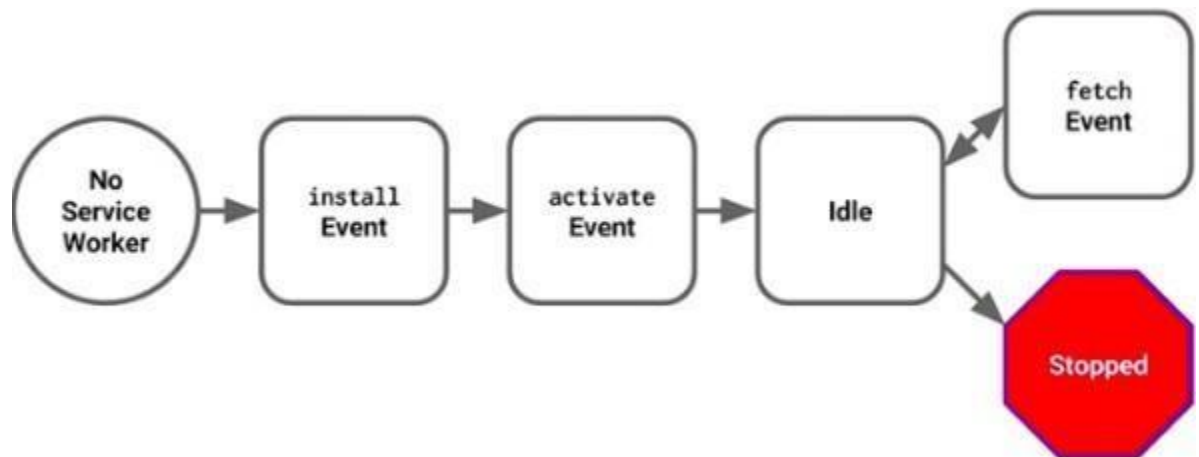 No
Service
Worker
install
Event
activate
Event
Idle
fetch
Event
Stopped